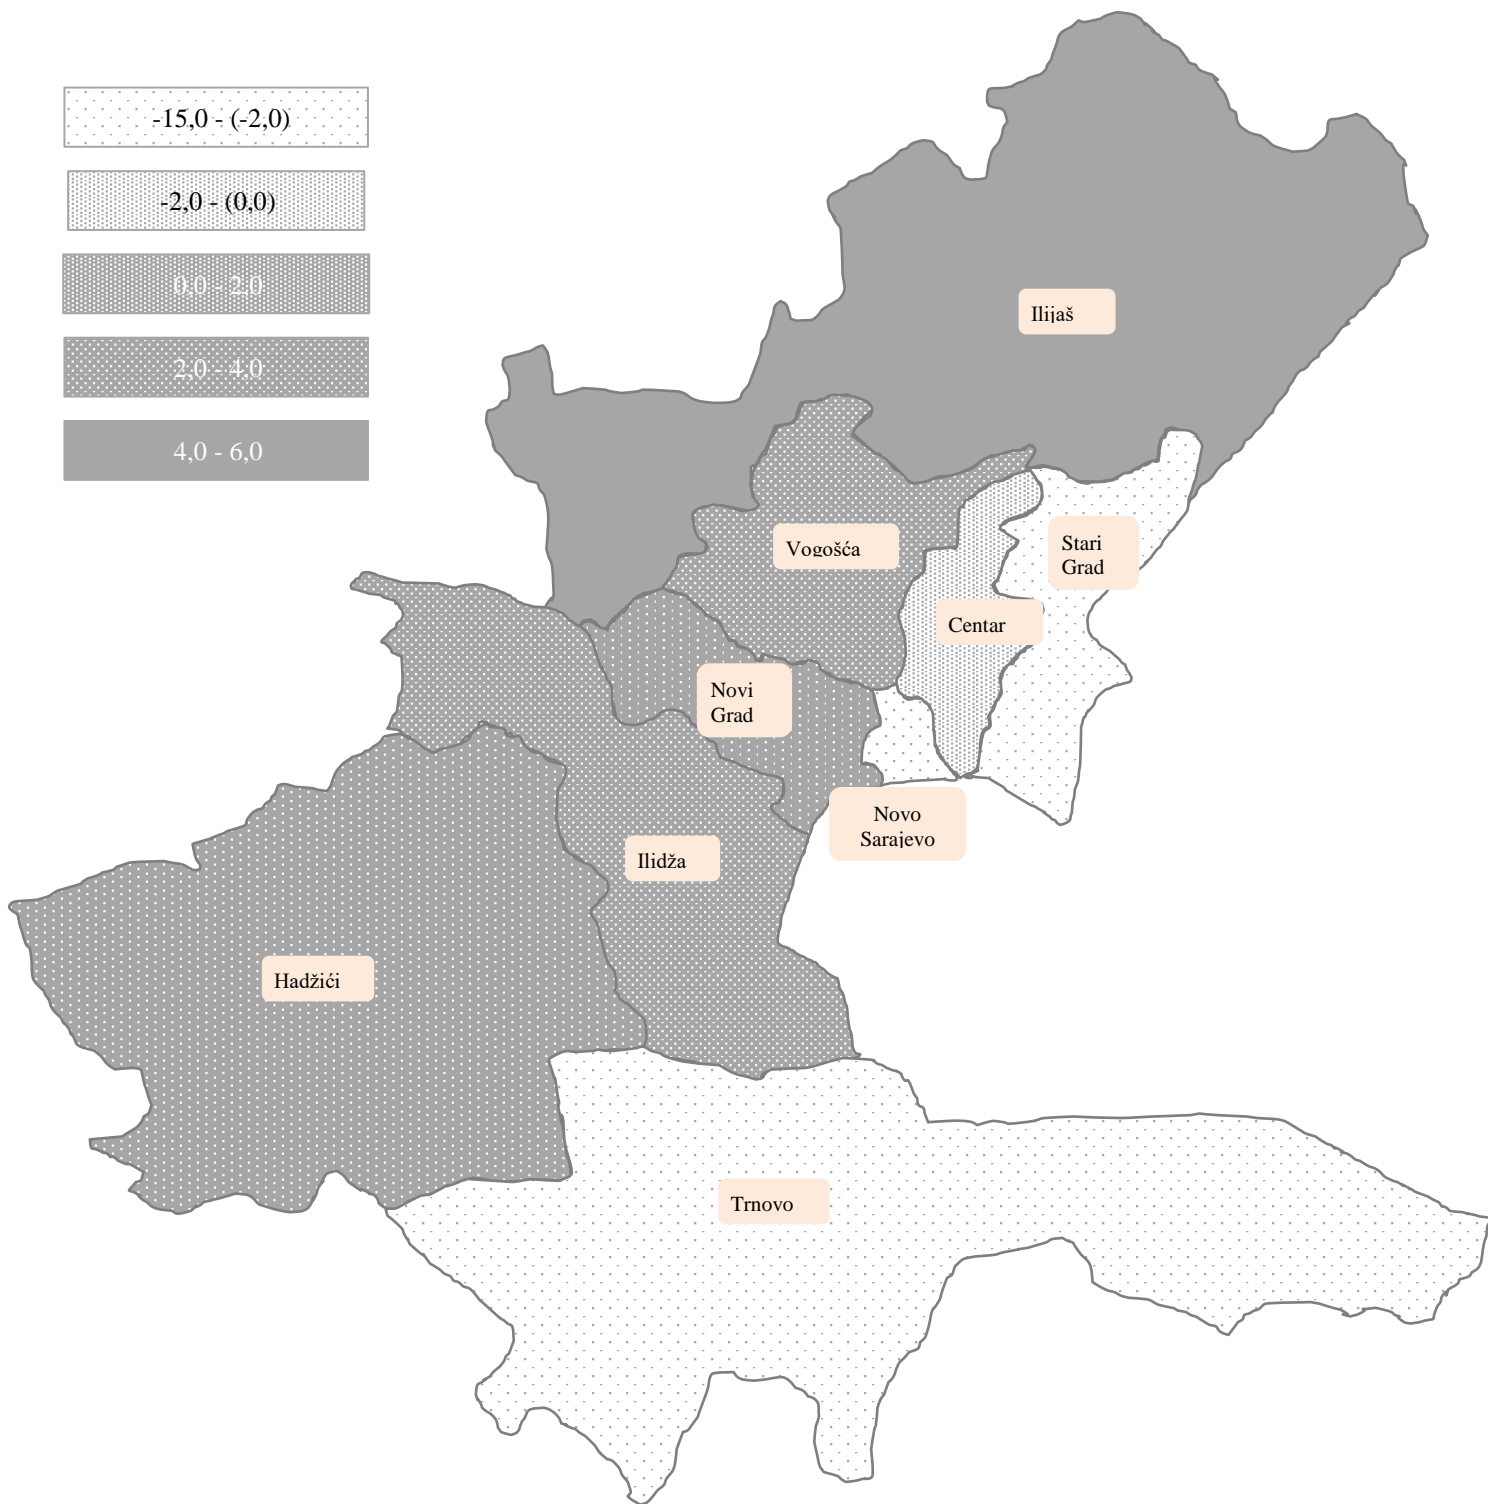 -15,0 - (-2,0)
-2,0 - (0,0)
0,0 - 2,0
2,0 - 4,0
4,0 - 6,0
Ilijaš
Vogošća
Stari
Grad
Centar
Novi
Grad
Novo
Sarajevo
Ilidža
Hadžići
Trnovo